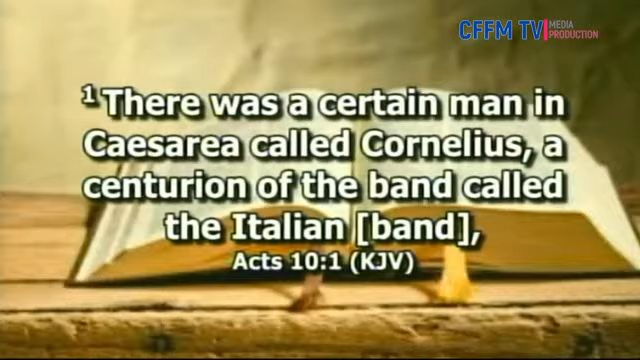 CFFM TV MEDIA
PRODUCTION
1 There was a certain man in
Caesarea called Cornelius, a
centurion of the band called
the Italian [band],
Acts 10:1 (KJV)